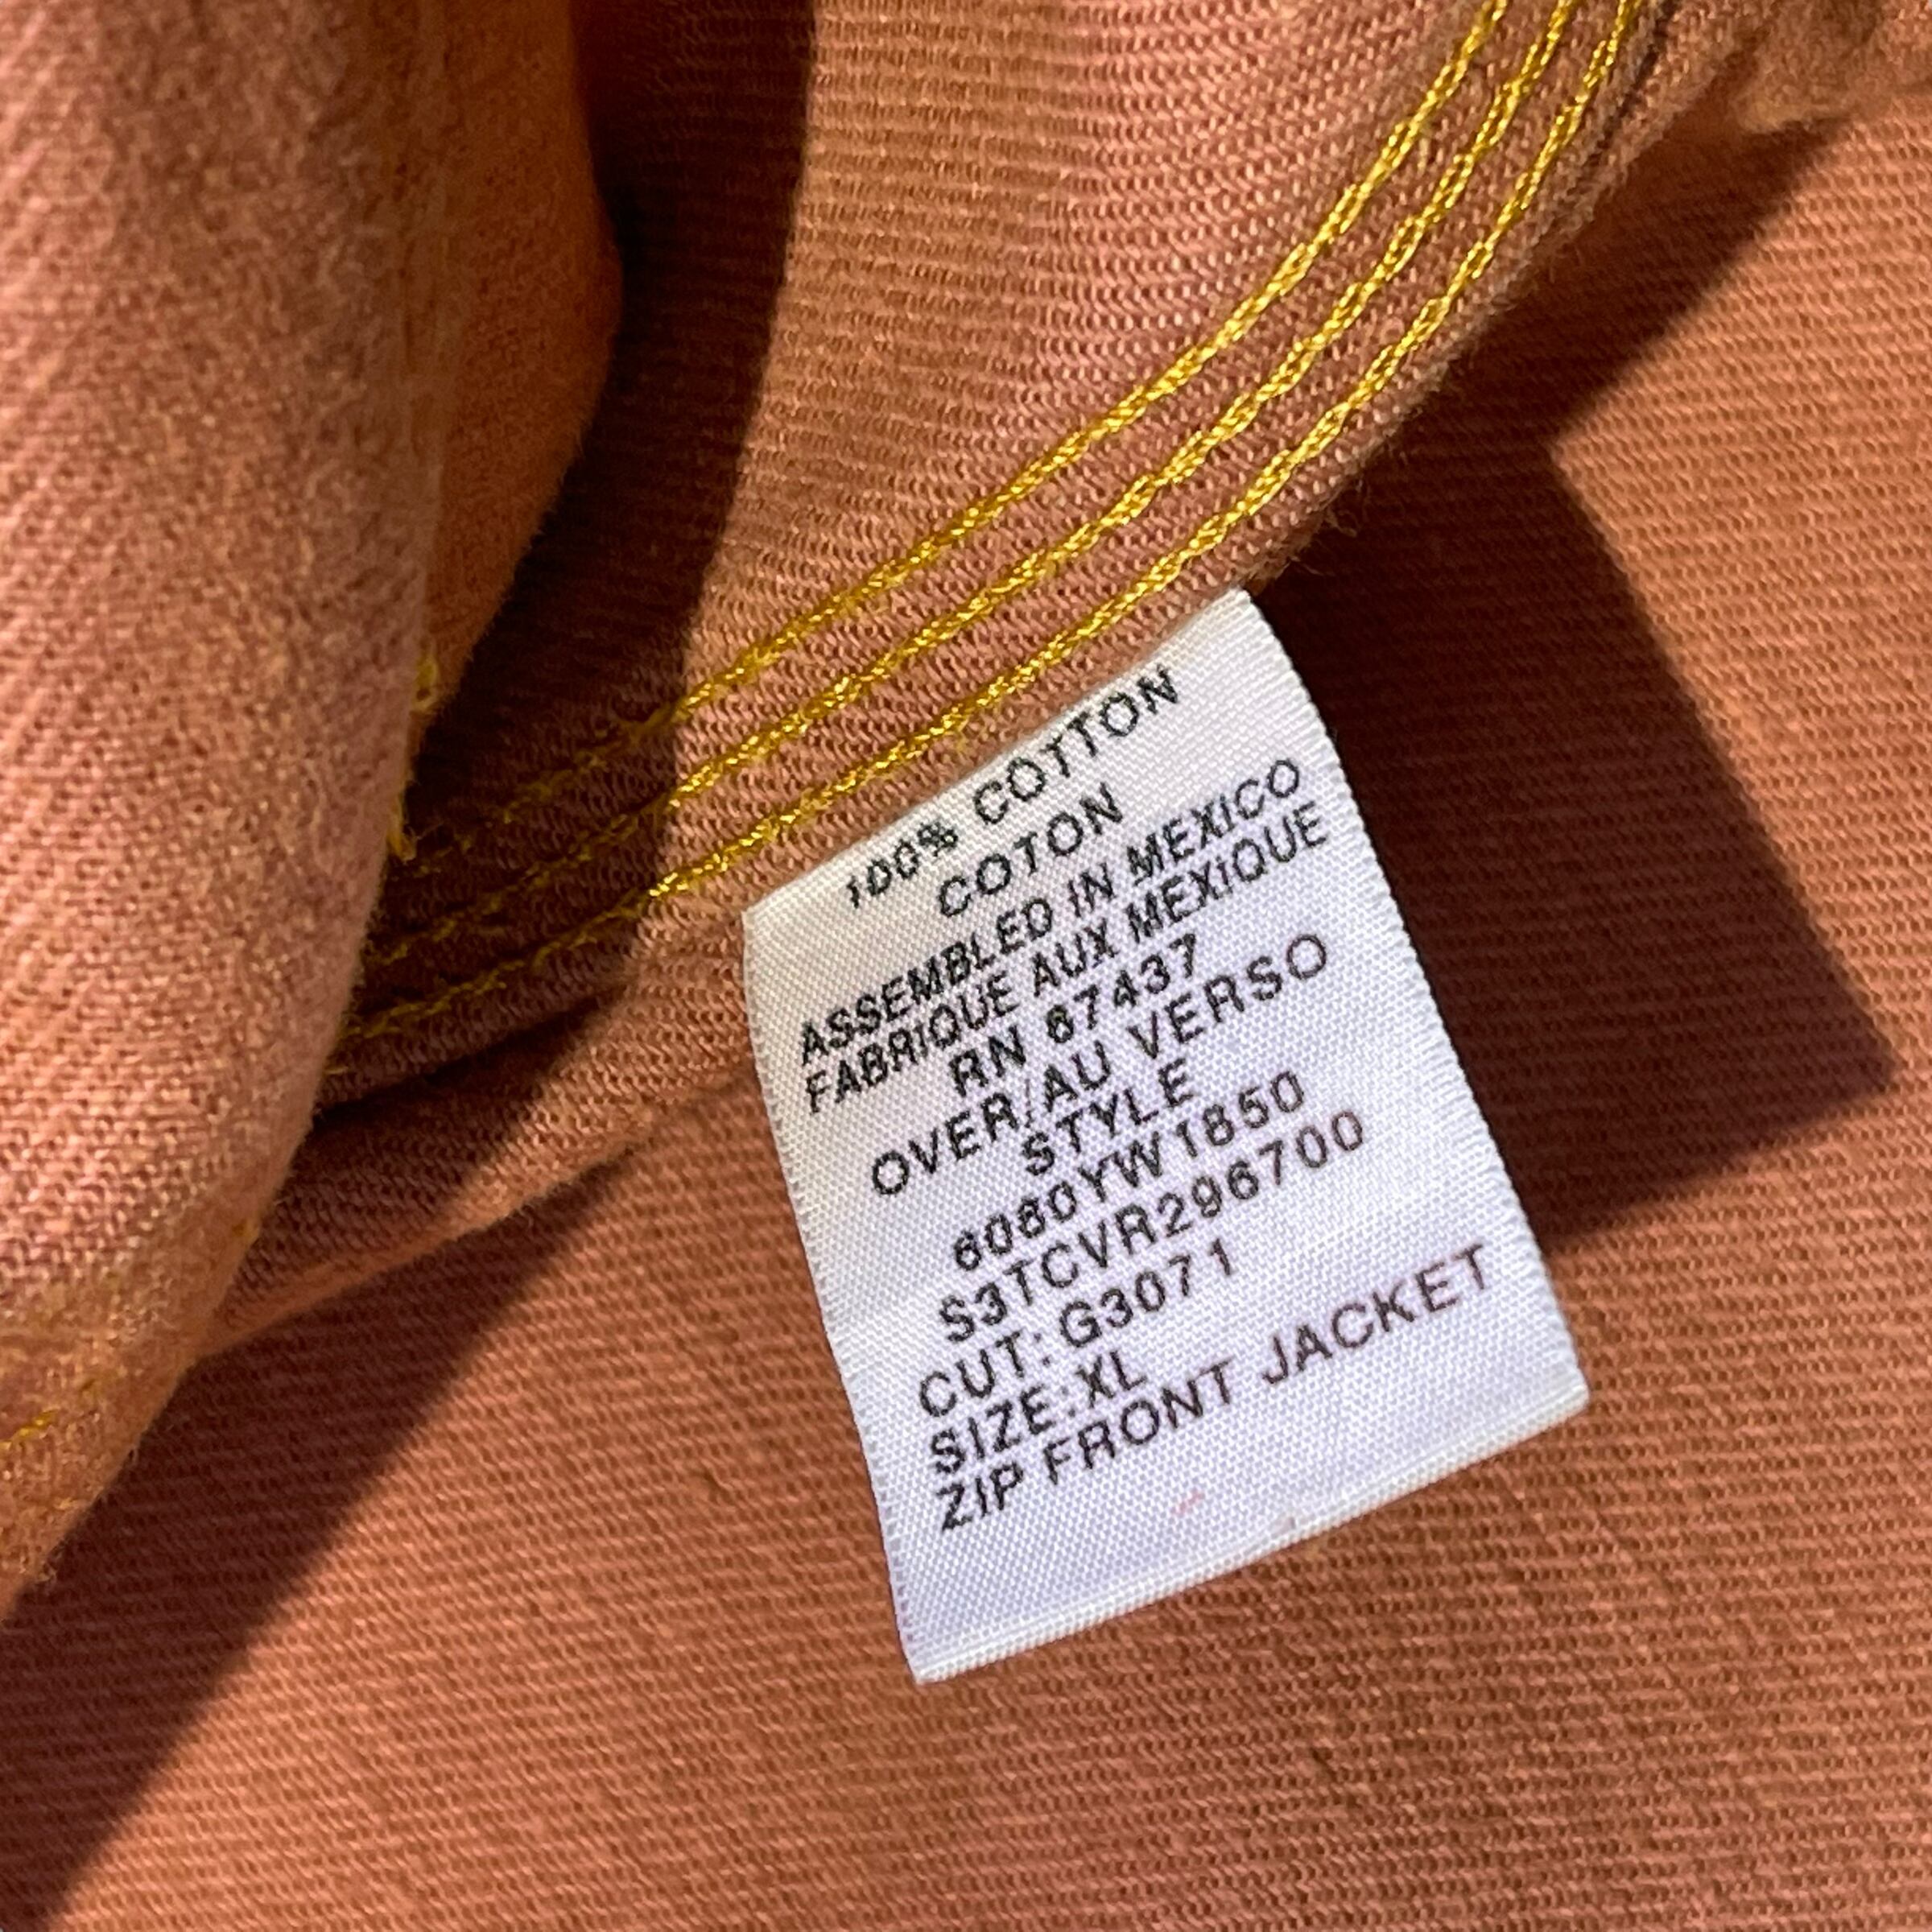 100% COTTON
COTON
ASSEMBLED IN MEXICO
FABRIQUE AUX MEXIQUE
RN 87437
OVER/AU VERSO
STYLE
6080YW1850
S3TCVR296700
CUT: G3071
SIZE: XL
ZIP FRONT JACKET